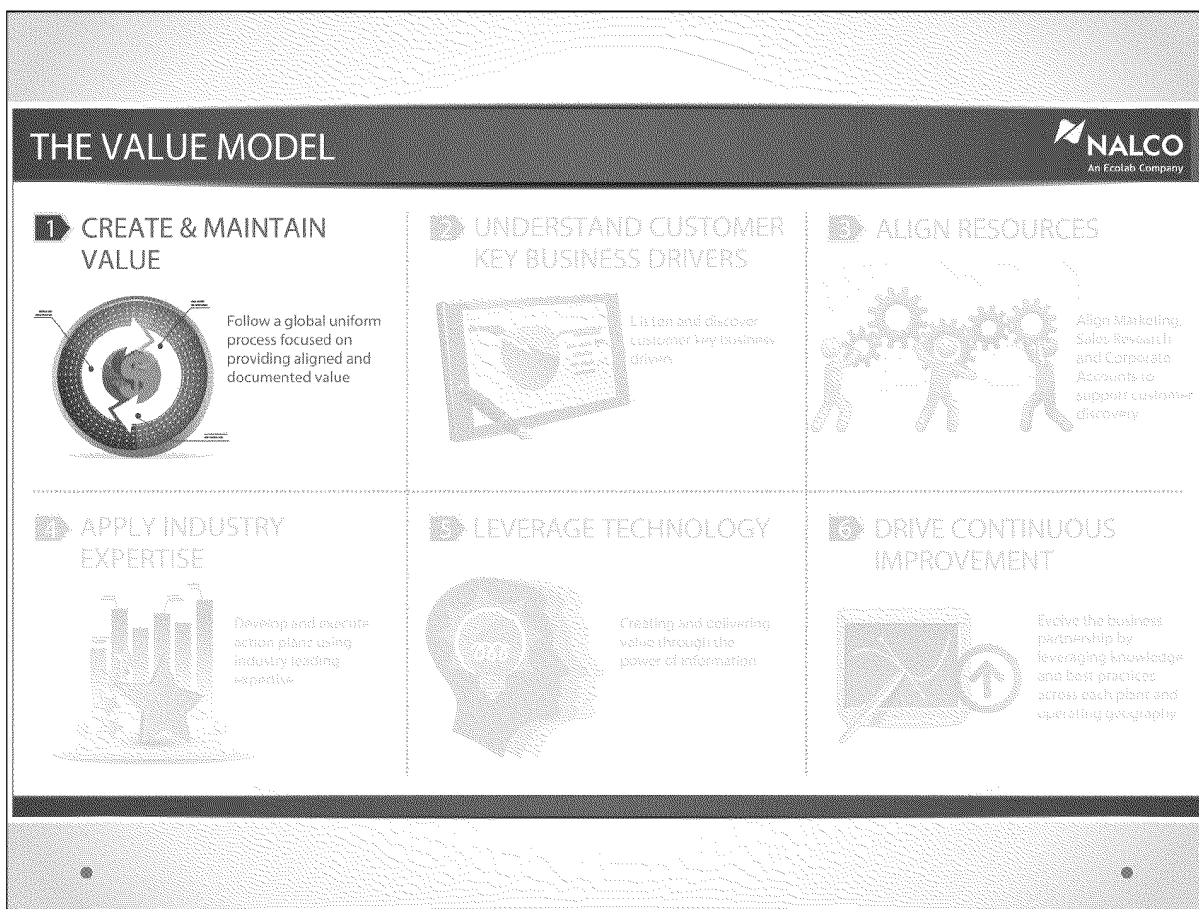 THE VALUE MODEL
NALCO
An Ecolab Company
1 CREATE & MAINTAIN
VALUE
Follow a global uniform
process focused on
providing aligned and
documented value
2 UNDERSTAND CUSTOMER
KEY BUSINESS DRIVERS
Listen and discover
customer key business
drivers
3 ALIGN RESOURCES
Align Marketing,
Sales Research
and Corporate
Accounts to
support customer
discovery
4 APPLY INDUSTRY
EXPERTISE
Develop and execute
action plans using
industry leading
expertise
5 LEVERAGE TECHNOLOGY
Creating and delivering
value through the
power of information
6 DRIVE CONTINUOUS
IMPROVEMENT
Evolve the business
partnership by
leveraging knowledge
and best practices
across each plant and
operating geography